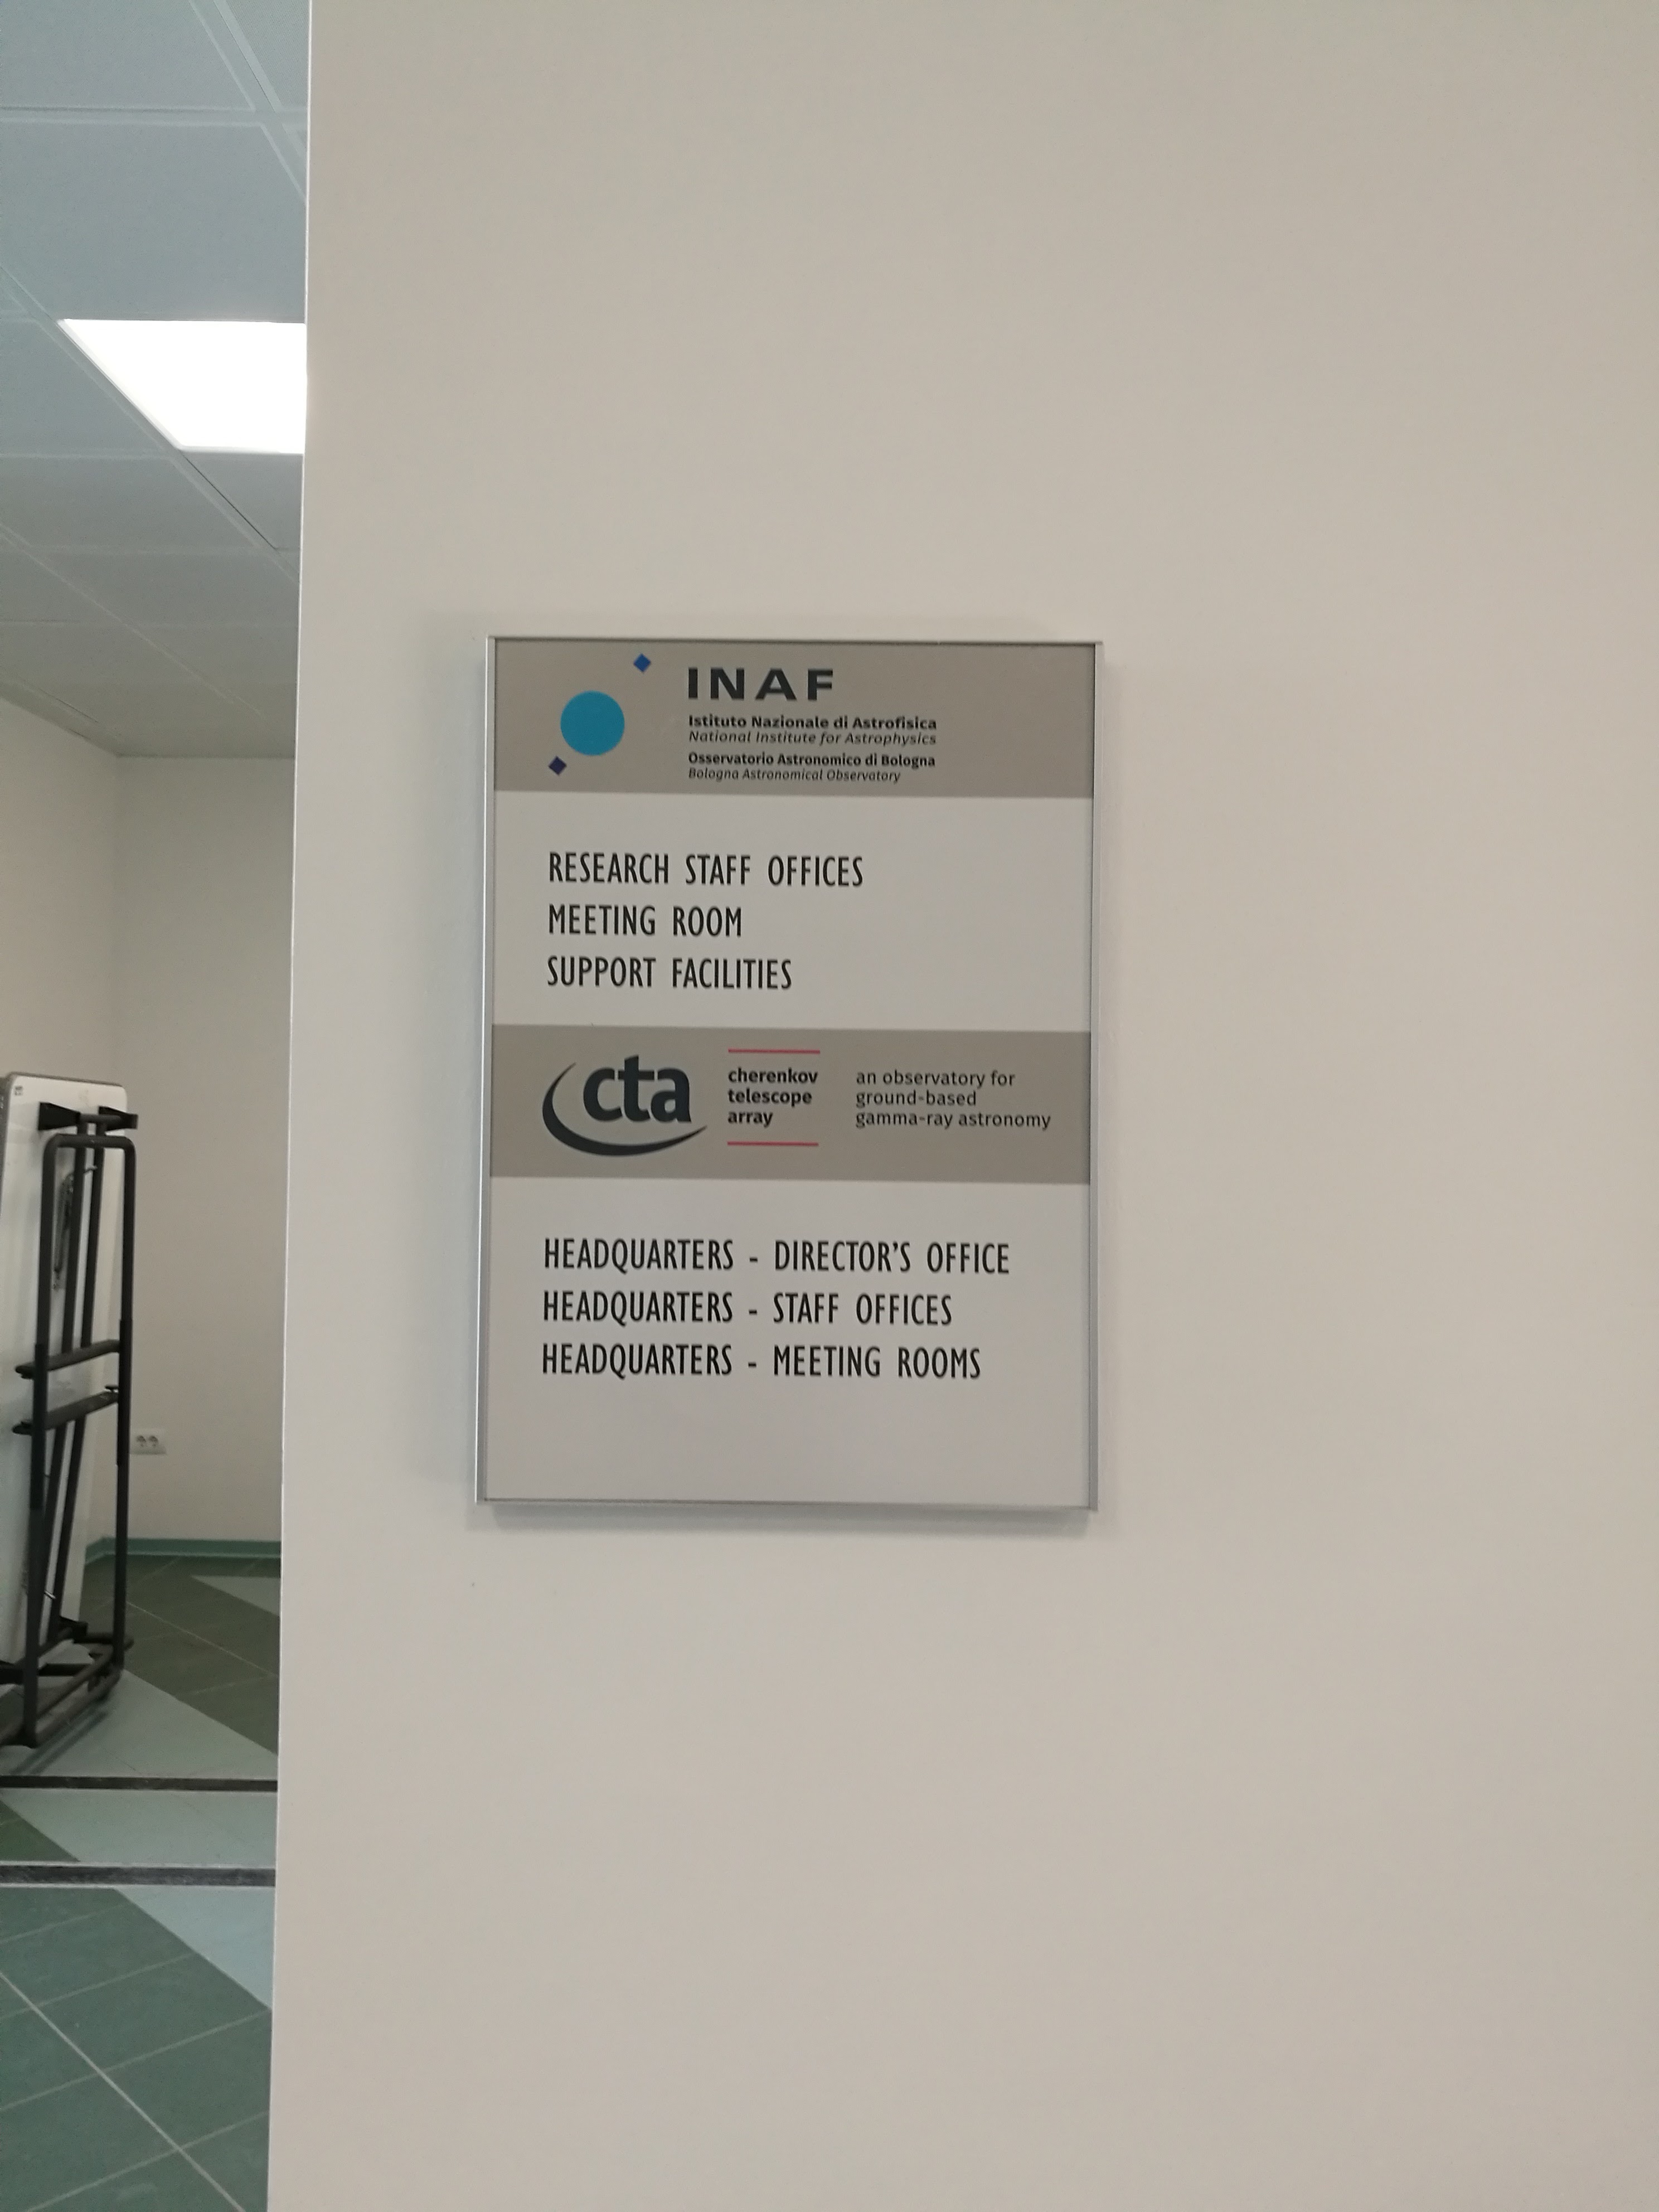 INAF
Istituto Nazionale di Astrofisica
National Institute for Astrophysics
Osservatorio Astronomico di Bologna
Bologna Astronomical Observatory
RESEARCH STAFF OFFICES
MEETING ROOM
SUPPORT FACILITIES
cta
cherenkov
telescope
array
an observatory for
ground-based
gamma-ray astronomy
HEADQUARTERS - DIRECTOR'S OFFICE
HEADQUARTERS - STAFF OFFICES
HEADQUARTERS - MEETING ROOMS